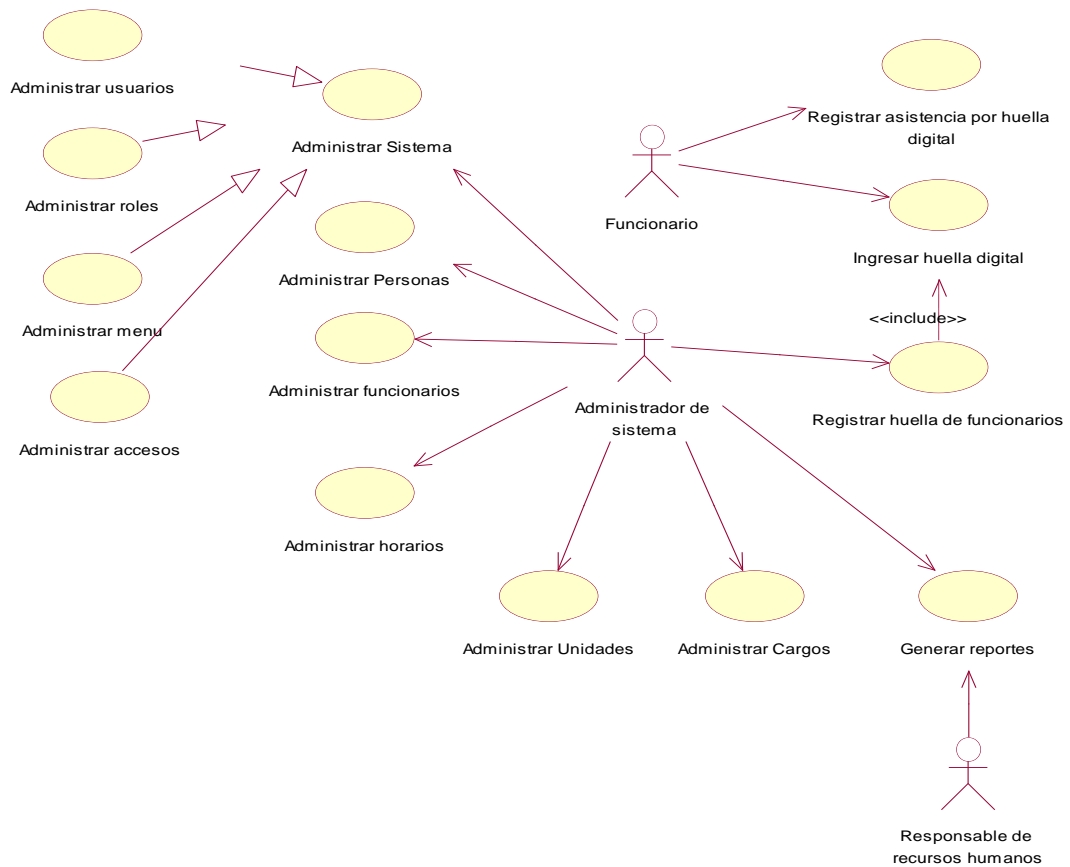 Administrar usuarios
Administrar Sistema
Registrar asistencia por huella
digital
Administrar roles
Funcionario
Ingresar huella digital
Administrar Personas
<<include>>
Administrar menu
Administrar funcionarios
Administrador de
sistema
Registrar huella de funcionarios
Administrar accesos
Administrar horarios
Administrar Unidades
Administrar Cargos
Generar reportes
Responsable de
recursos humanos